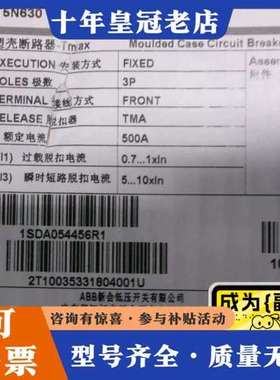 十年皇冠老店
5N630
塑壳断路器-Tmax Moulded Case Circuit Breake
EXECUTION 安装方式 FIXED
POLES 极数 3P
TERMINAL FRONT
RELEASE 脱扣器 TMA
额定电流 500A
I1) 过载脱扣电流 0.7...1xIn
I3) 瞬时短路脱扣电流 5...10xIn
1SDA054456R1
2T10035331804001U
ABB新会低压开关有限公司
成为{副
咨询有惊喜·参与补贴活动
票 型号齐全·质量无忧